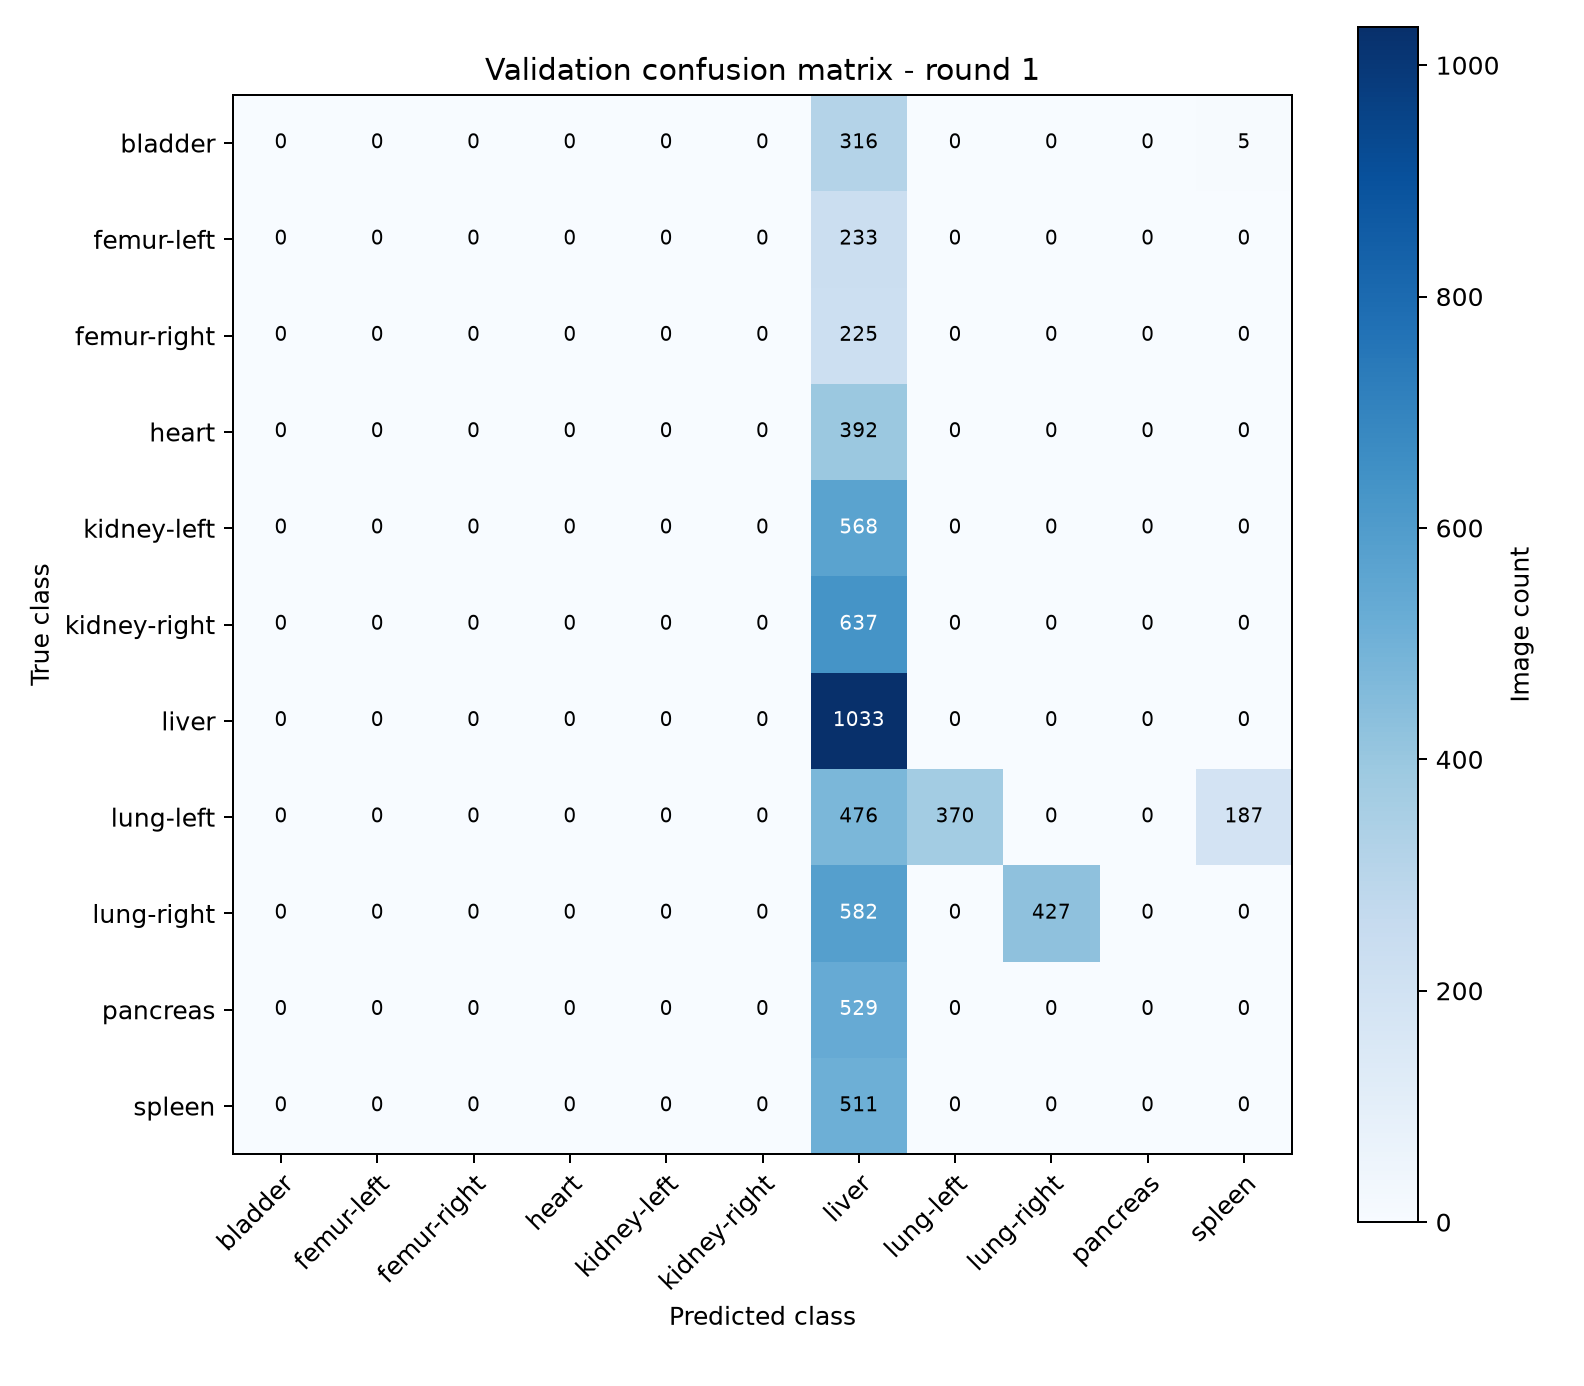 Validation confusion matrix - round 1
bladder 0 0 0 0 0 0 316 0 0 0 5
femur-left 0 0 0 0 0 0 233 0 0 0 0
femur-right 0 0 0 0 0 0 225 0 0 0 0
heart 0 0 0 0 0 0 392 0 0 0 0
kidney-left 0 0 0 0 0 0 568 0 0 0 0
kidney-right 0 0 0 0 0 0 637 0 0 0 0
liver 0 0 0 0 0 0 1033 0 0 0 0
lung-left 0 0 0 0 0 0 476 370 0 0 187
lung-right 0 0 0 0 0 0 582 0 427 0 0
pancreas 0 0 0 0 0 0 529 0 0 0 0
spleen 0 0 0 0 0 0 511 0 0 0 0
bladder femur-left femur-right heart kidney-left kidney-right liver lung-left lung-right pancreas spleen
Predicted class
True class
1000
800
600
400
200
0
Image count